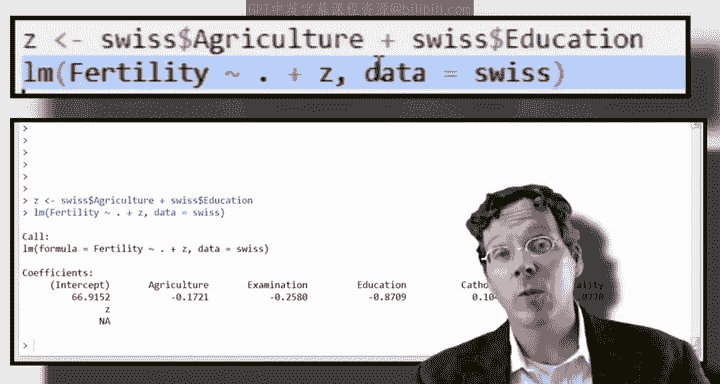 z <- swiss$Agriculture + swiss$Education
lm(Fertility ~ . + z, data = swiss)
>
>
>
>
>
>
> z <- swiss$Agriculture + swiss$Education
> lm(Fertility ~ . + z, data = swiss)
Call:
lm(formula = Fertility ~ . + z, data = swiss)
Coefficients:
(Intercept) Agriculture Examination Education
66.9152 -0.1721 -0.2580 -0.8709
z
NA
>